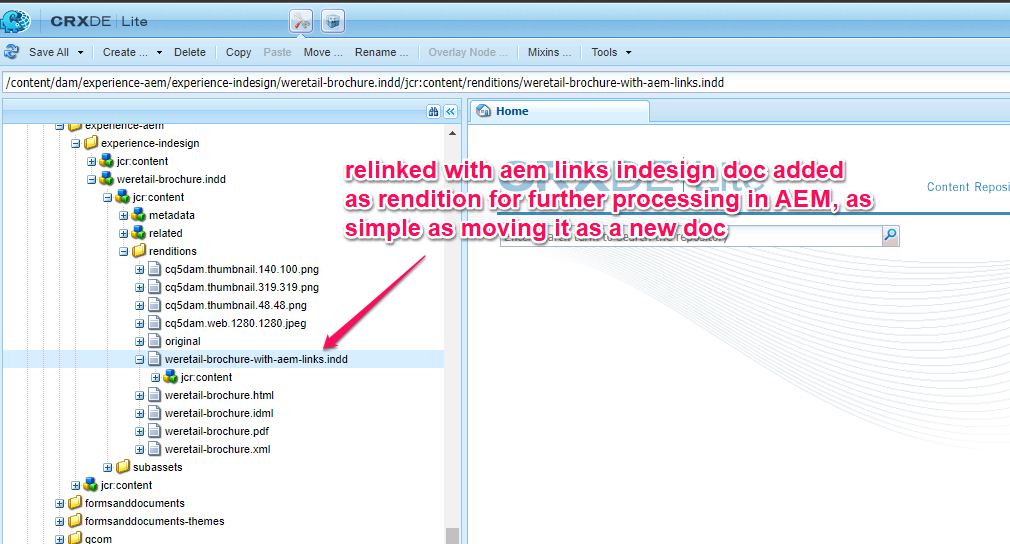 CRXDE | Lite
Save All Create ... Delete Copy Paste Move ... Rename ... Overlay Node ... Mixins ... Tools
/content/dam/experience-aem/experience-indesign/weretail-brochure.indd/jcr:content/renditions/weretail-brochure-with-aem-links.indd
Home
experience-aem
experience-indesign
jcr:content
weretail-brochure.indd
jcr:content
metadata
related
renditions
cq5dam.thumbnail.140.100.png
cq5dam.thumbnail.319.319.png
cq5dam.thumbnail.48.48.png
cq5dam.web.1280.1280.jpeg
original
weretail-brochure-with-aem-links.indd
jcr:content
weretail-brochure.html
weretail-brochure.idml
weretail-brochure.pdf
weretail-brochure.xml
subassets
jcr:content
formsanddocuments
formsanddocuments-themes
gcom
relinked with aem links indesign doc added
as rendition for further processing in AEM, as
simple as moving it as a new doc
CRXDE | Lite
Content Reposi